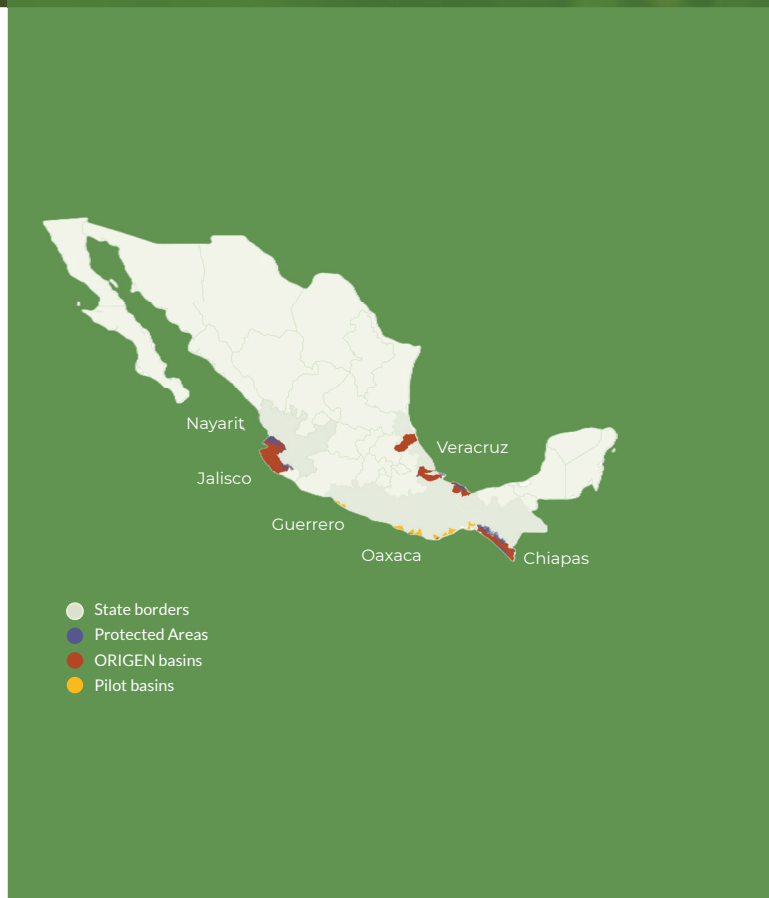 Nayarit
Veracruz
Jalisco
Guerrero
Oaxaca
Chiapas
State borders
Protected Areas
ORIGEN basins
Pilot basins